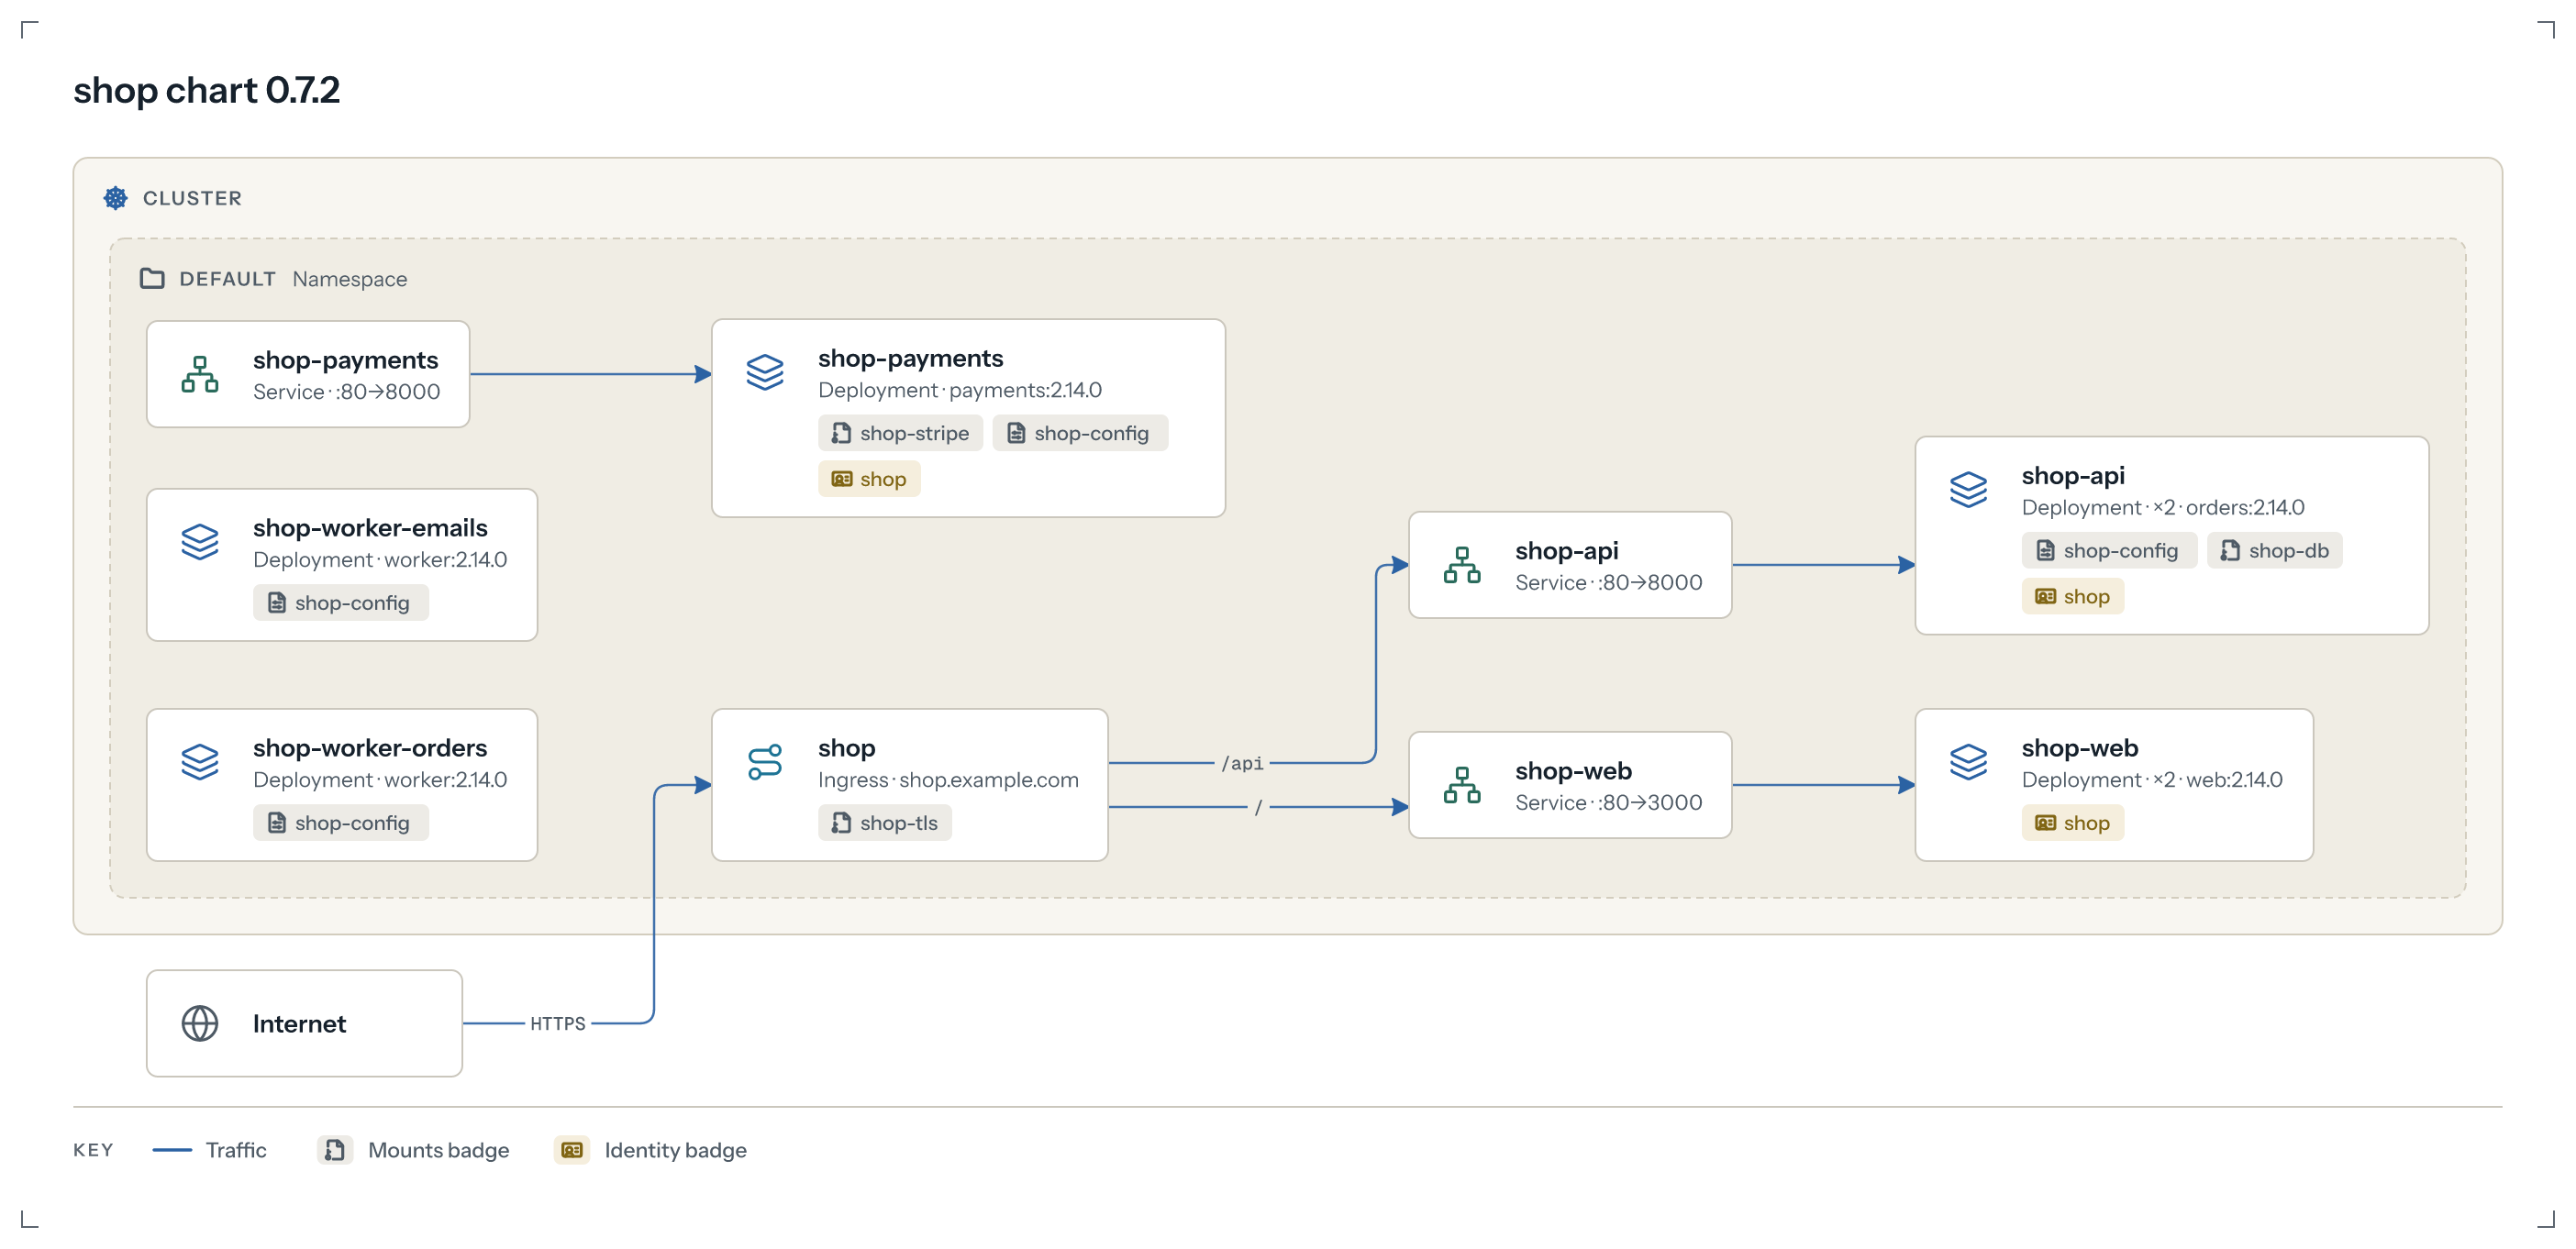 shop chart 0.7.2
CLUSTER
DEFAULT Namespace
shop-payments
Service · :80→8000
shop-payments
Deployment · payments:2.14.0
shop-stripe shop-config
shop
shop-worker-emails
Deployment · worker:2.14.0
shop-config
shop-api
Service · :80→8000
shop-api
Deployment · ×2 · orders:2.14.0
shop-config shop-db
shop
shop-worker-orders
Deployment · worker:2.14.0
shop-config
shop
Ingress · shop.example.com
shop-tls
/api
/
shop-web
Service · :80→3000
shop-web
Deployment · ×2 · web:2.14.0
shop
Internet
HTTPS
KEY Traffic Mounts badge Identity badge